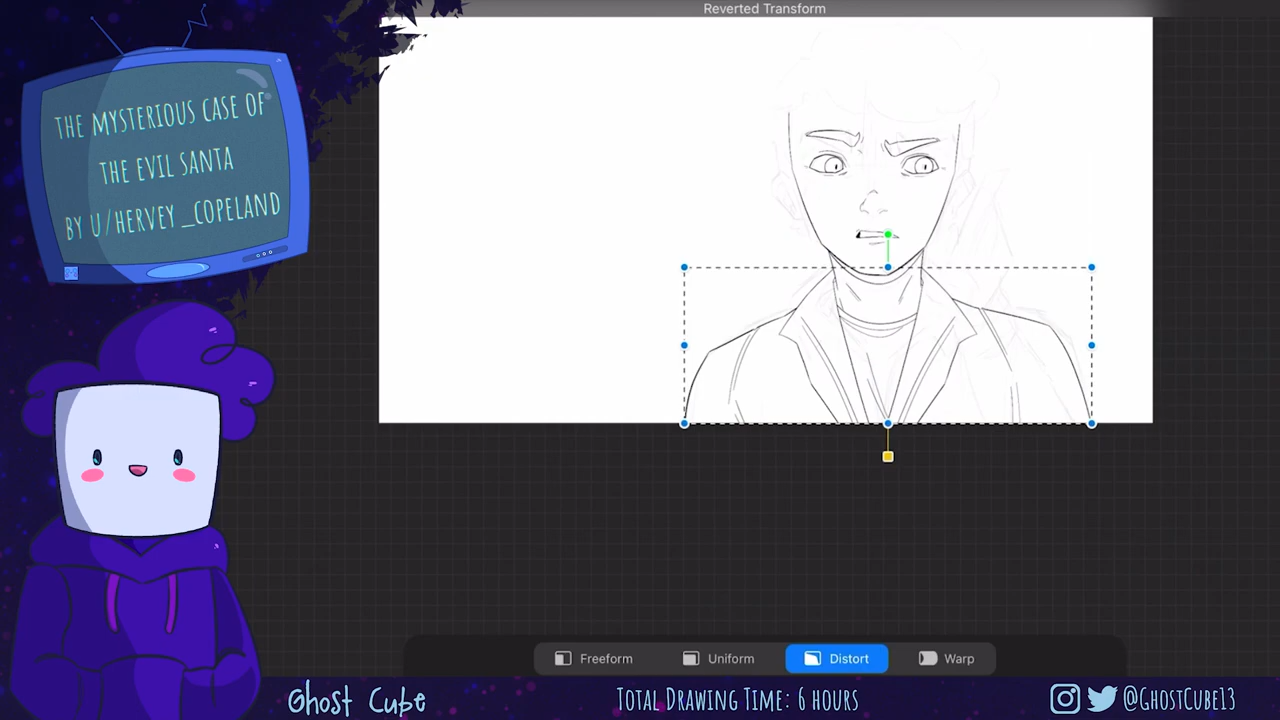 Reverted Transform
THE MYSTERIOUS CASE OF
THE EVIL SANTA
BY U/HERVEY_COPELAND
Freeform
Uniform
Distort
Warp
Ghost Cube
TOTAL DRAWING TIME: 6 HOURS
@GHOSTCUBE13